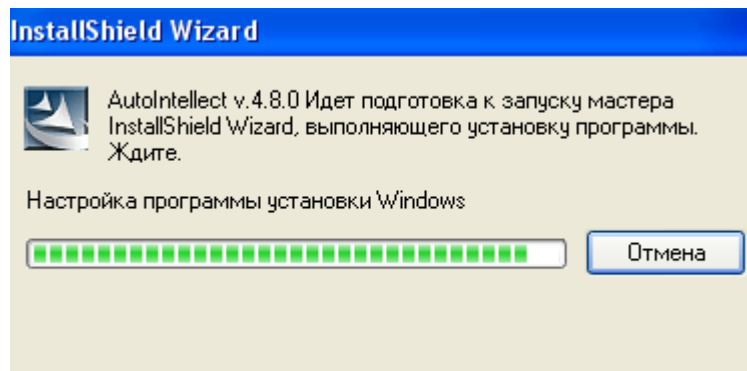 InstallShield Wizard
AutoIntellect v.4.8.0 Идет подготовка к запуску мастера
InstallShield Wizard, выполняющего установку программы.
Ждите.
Настройка программы установки Windows
Отмена